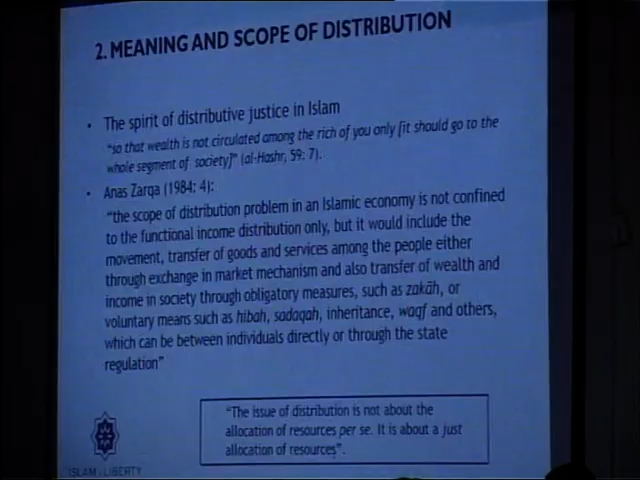 2. MEANING AND SCOPE OF DISTRIBUTION
• The spirit of distributive justice in Islam
"so that wealth is not circulated among the rich of you only [it should go to the
whole segment of society]" (al-Hashr, 59: 7).
• Anas Zarqa (1984: 4):
"the scope of distribution problem in an Islamic economy is not confined
to the functional income distribution only, but it would include the
movement, transfer of goods and services among the people either
through exchange in market mechanism and also transfer of wealth and
income in society through obligatory measures, such as zakāh, or
voluntary means such as hibah, sadaqah, inheritance, waqf and others,
which can be between individuals directly or through the state
regulation"
"The issue of distribution is not about the
allocation of resources per se. It is about a just
allocation of resources".
ISLAM & LIBERTY